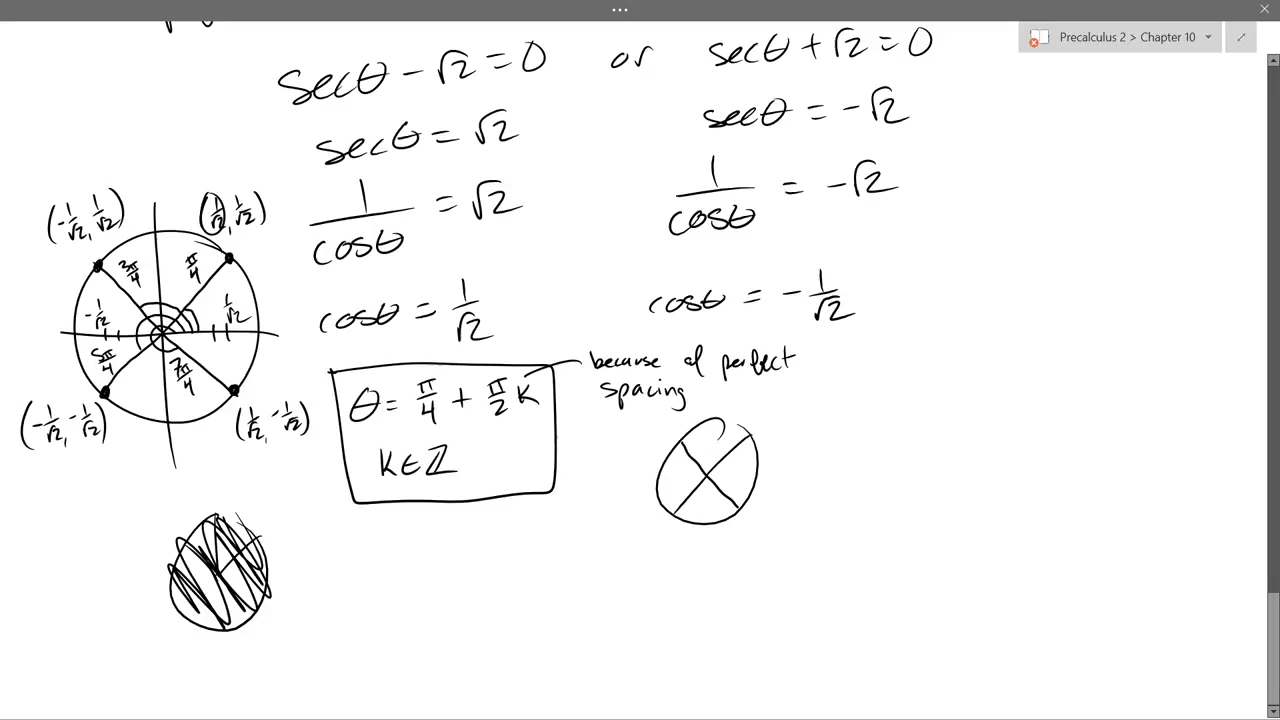 Precalculus 2 > Chapter 10
secθ - √2 = 0 or secθ + √2 = 0
secθ = √2
secθ = -√2
1/cosθ = √2
1/cosθ = -√2
cosθ = 1/√2
cosθ = - 1/√2
(-1/√2, 1/√2)
(1/√2, 1/√2)
3π/4
π/4
-1/√2
1/√2
5π/4
7π/4
(-1/√2, -1/√2)
(1/√2, -1/√2)
θ = π/4 + π/2 K
K ∈ ℤ
because of perfect
spacing